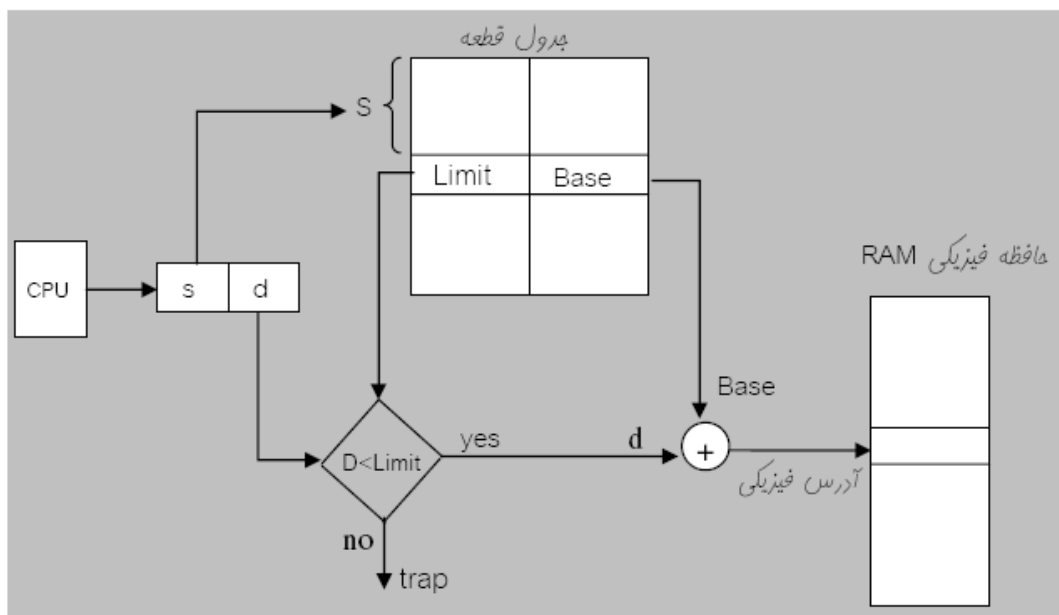 جدول قطعه
S
Limit
Base
حافظه فیزیکی RAM
CPU
s
d
Base
D<Limit
yes
d
+
آدرس فیزیکی
no
trap